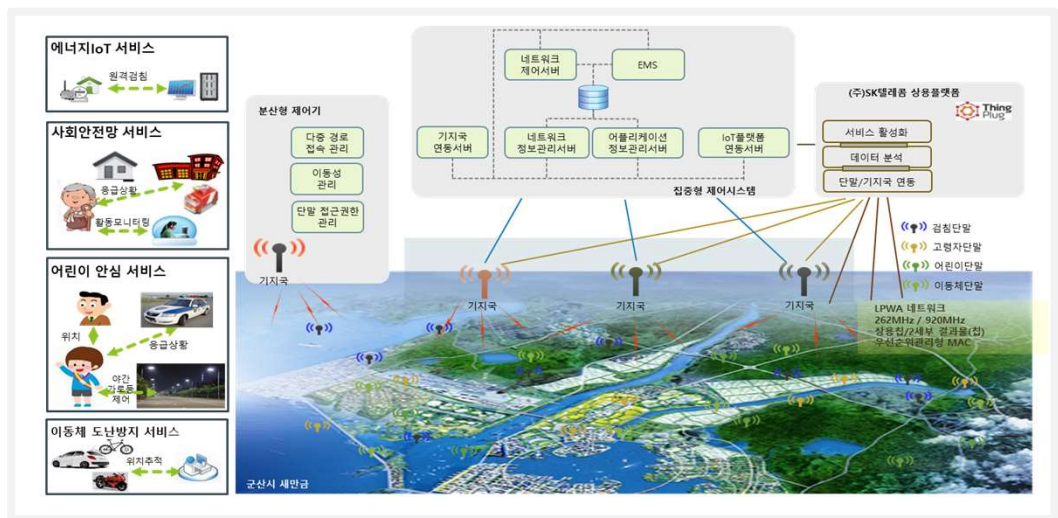 에너지IoT 서비스
원격검침
사회안전망 서비스
응급상황
활동모니터링
어린이 안심 서비스
위치
응급상황
야간
가로등
제어
이동체 도난방지 서비스
위치추적
분산형 제어기
다중 경로
접속 관리
이동성
관리
단말 접근권한
관리
기지국
네트워크
제어서버
EMS
기지국
연동서버
네트워크
정보관리서버
어플리케이션
정보관리서버
IoT플랫폼
연동서버
집중형 제어시스템
(주)SK텔레콤 상용플랫폼
Thing
Plug
서비스 활성화
데이터 분석
단말/기지국 연동
검침단말
고령자단말
어린이단말
이동체단말
기지국
기지국
기지국
LPWA 네트워크
262MHz / 920MHz
상용칩/2세부 결과물(칩)
우선순위관리형 MAC
군산시 새만금